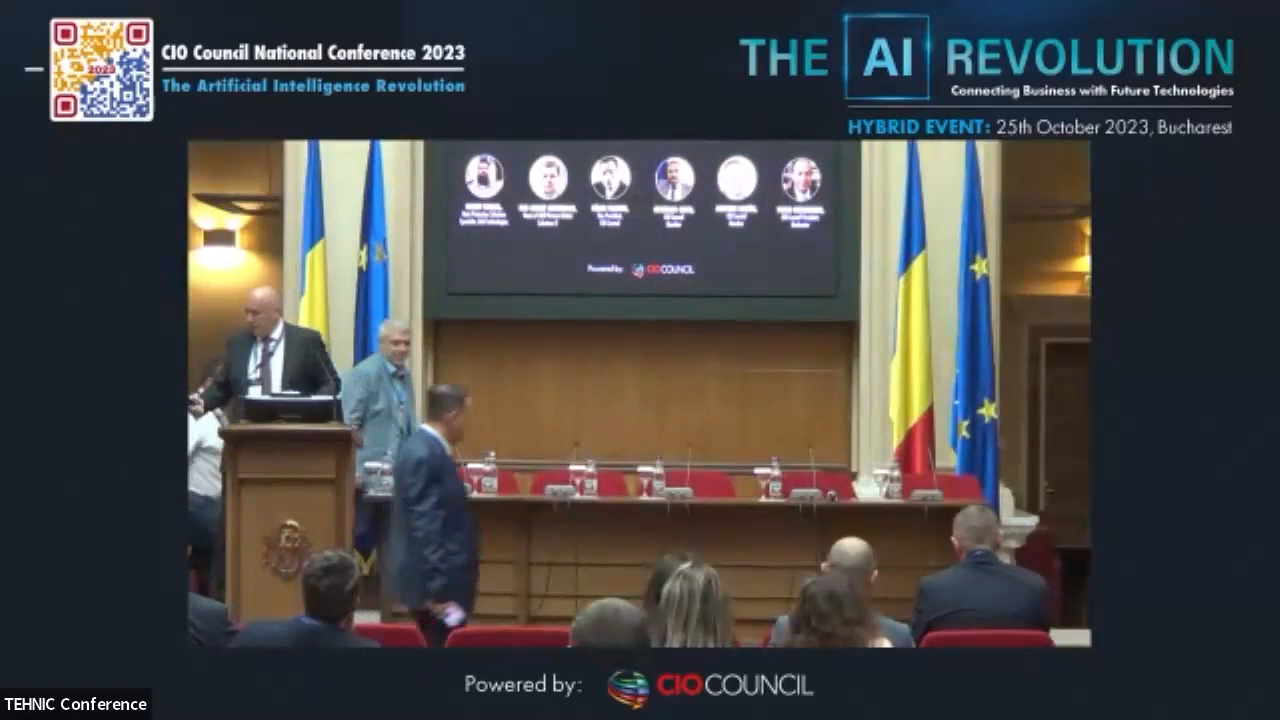 CIO Council National Conference 2023
The Artificial Intelligence Revolution
2023
THE AI REVOLUTION
Connecting Business with Future Technologies
HYBRID EVENT: 25th October 2023, Bucharest
Powered by:
CIOCOUNCIL
Powered by: CIOCOUNCIL
TEHNIC Conference